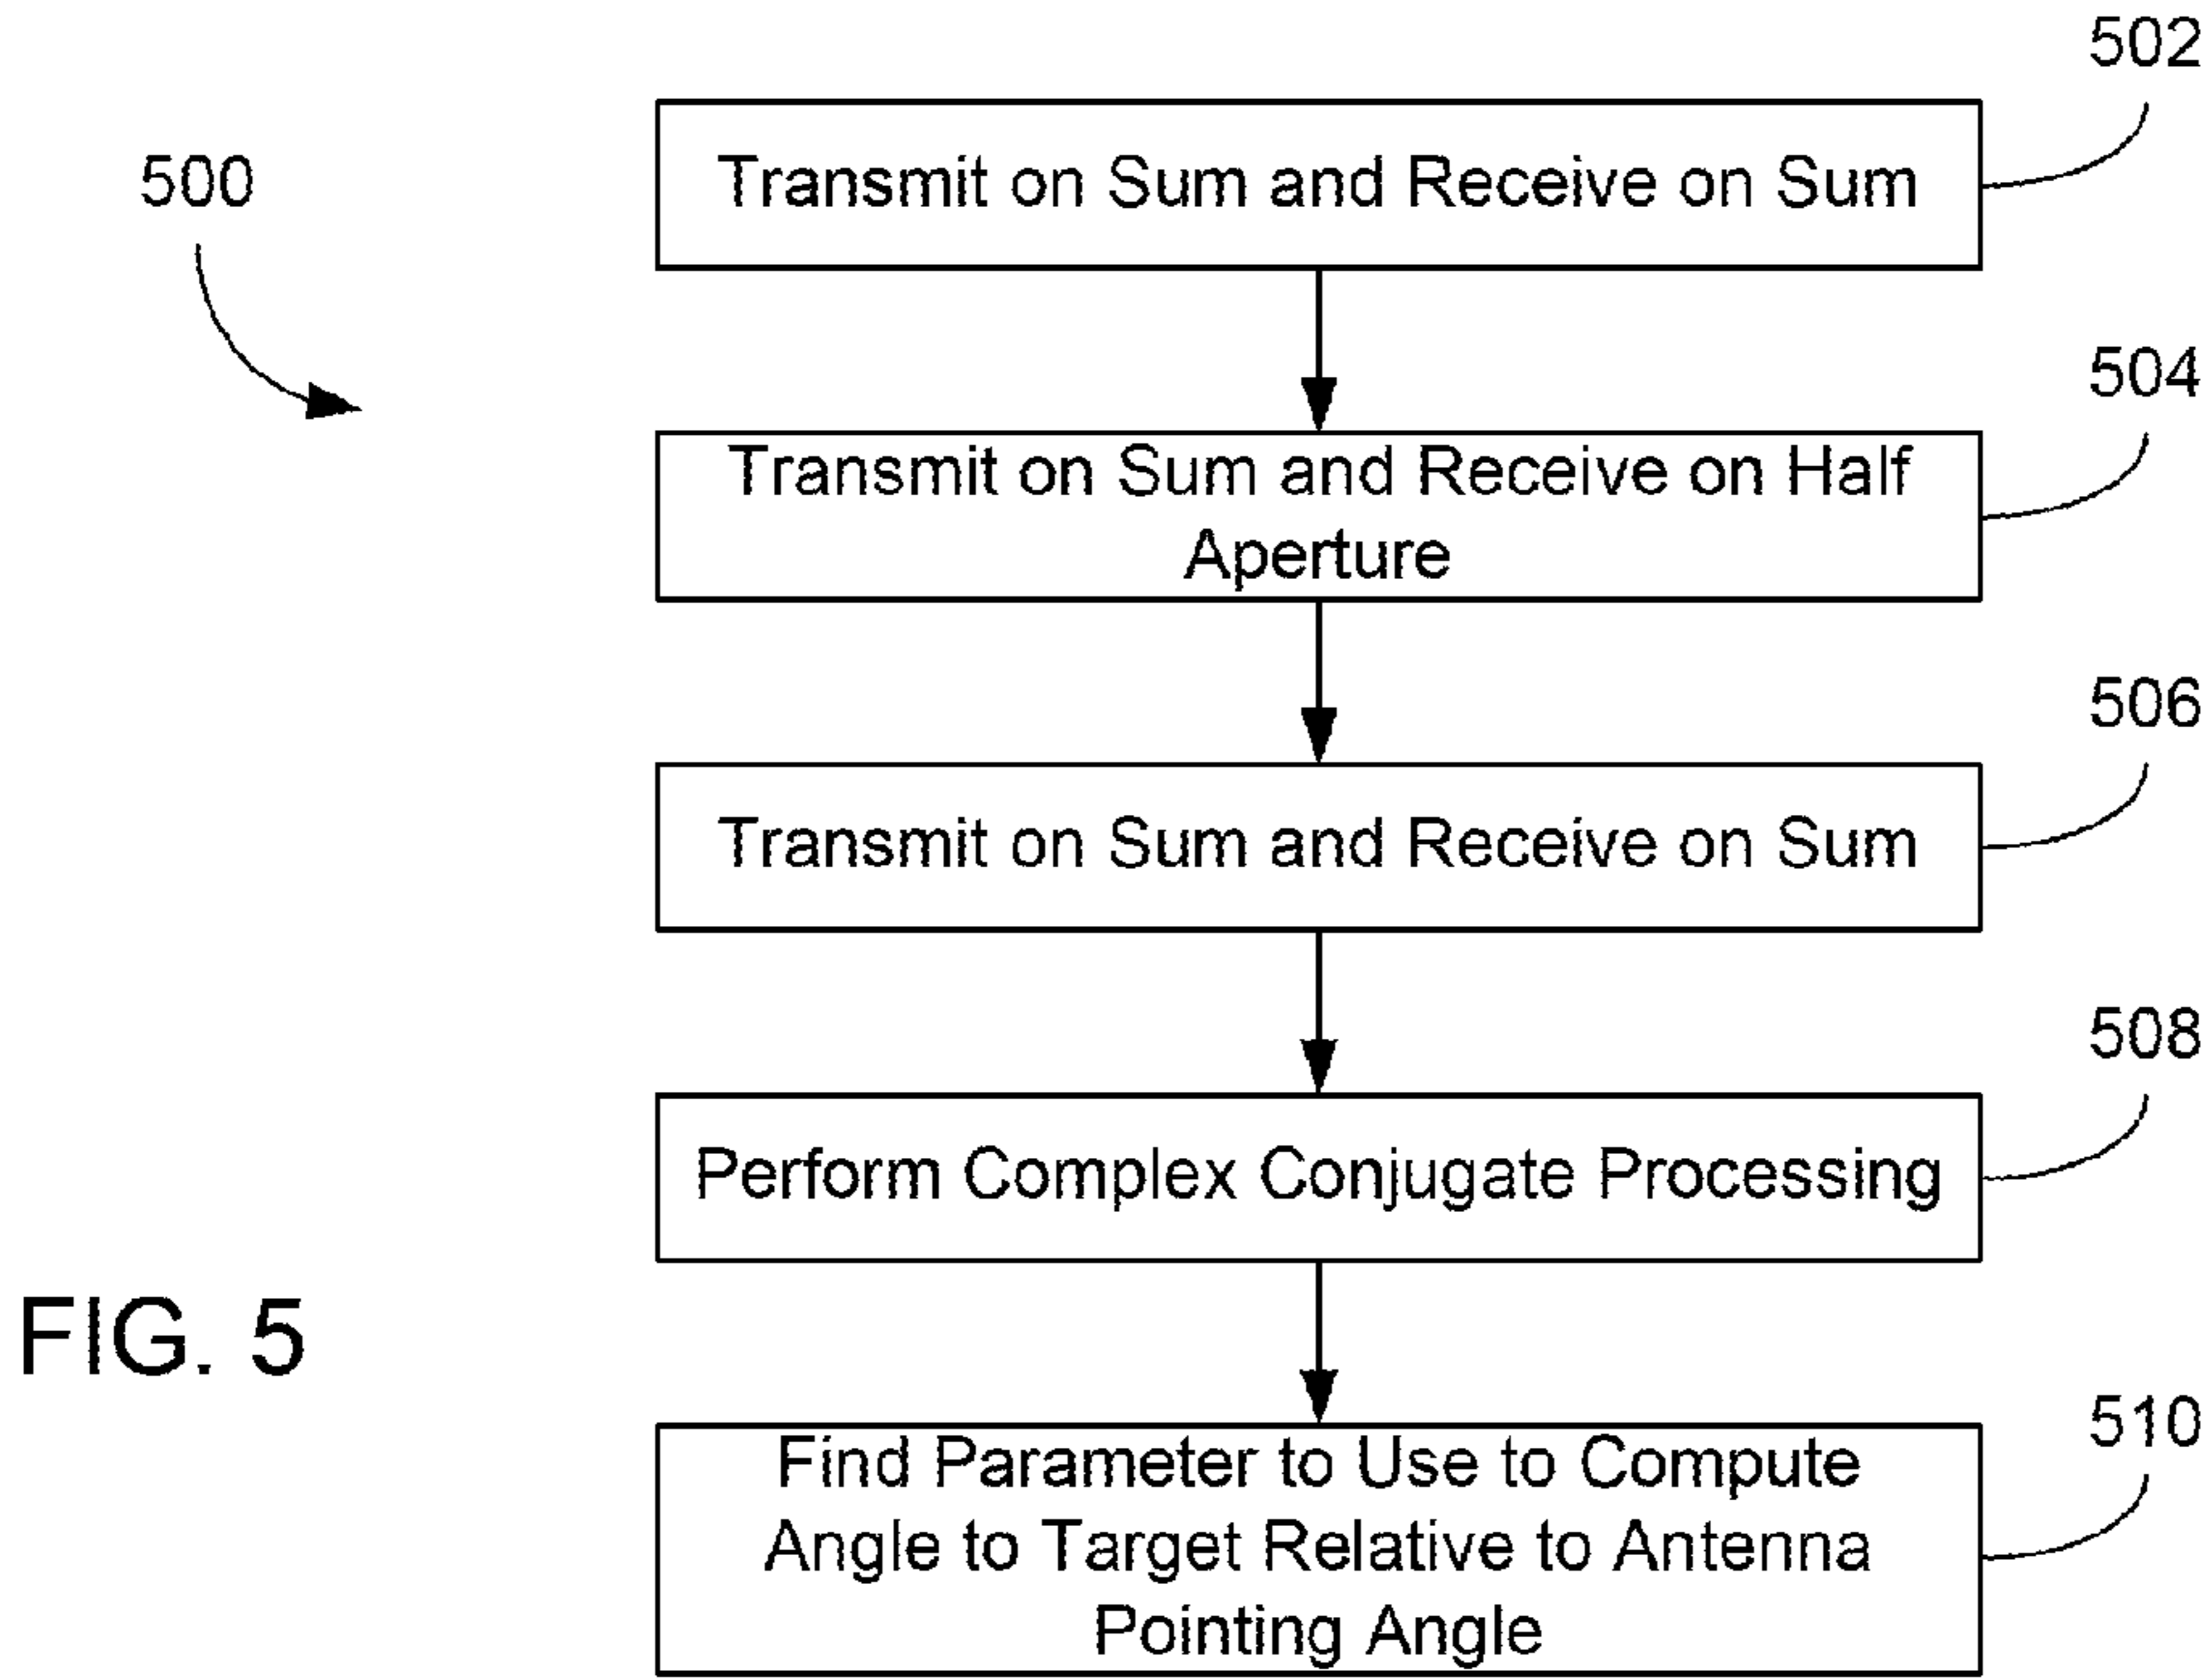 502
500
Transmit on Sum and Receive on Sum
504
Transmit on Sum and Receive on Half
Aperture
506
Transmit on Sum and Receive on Sum
508
Perform Complex Conjugate Processing
FIG. 5
510
Find Parameter to Use to Compute
Angle to Target Relative to Antenna
Pointing Angle